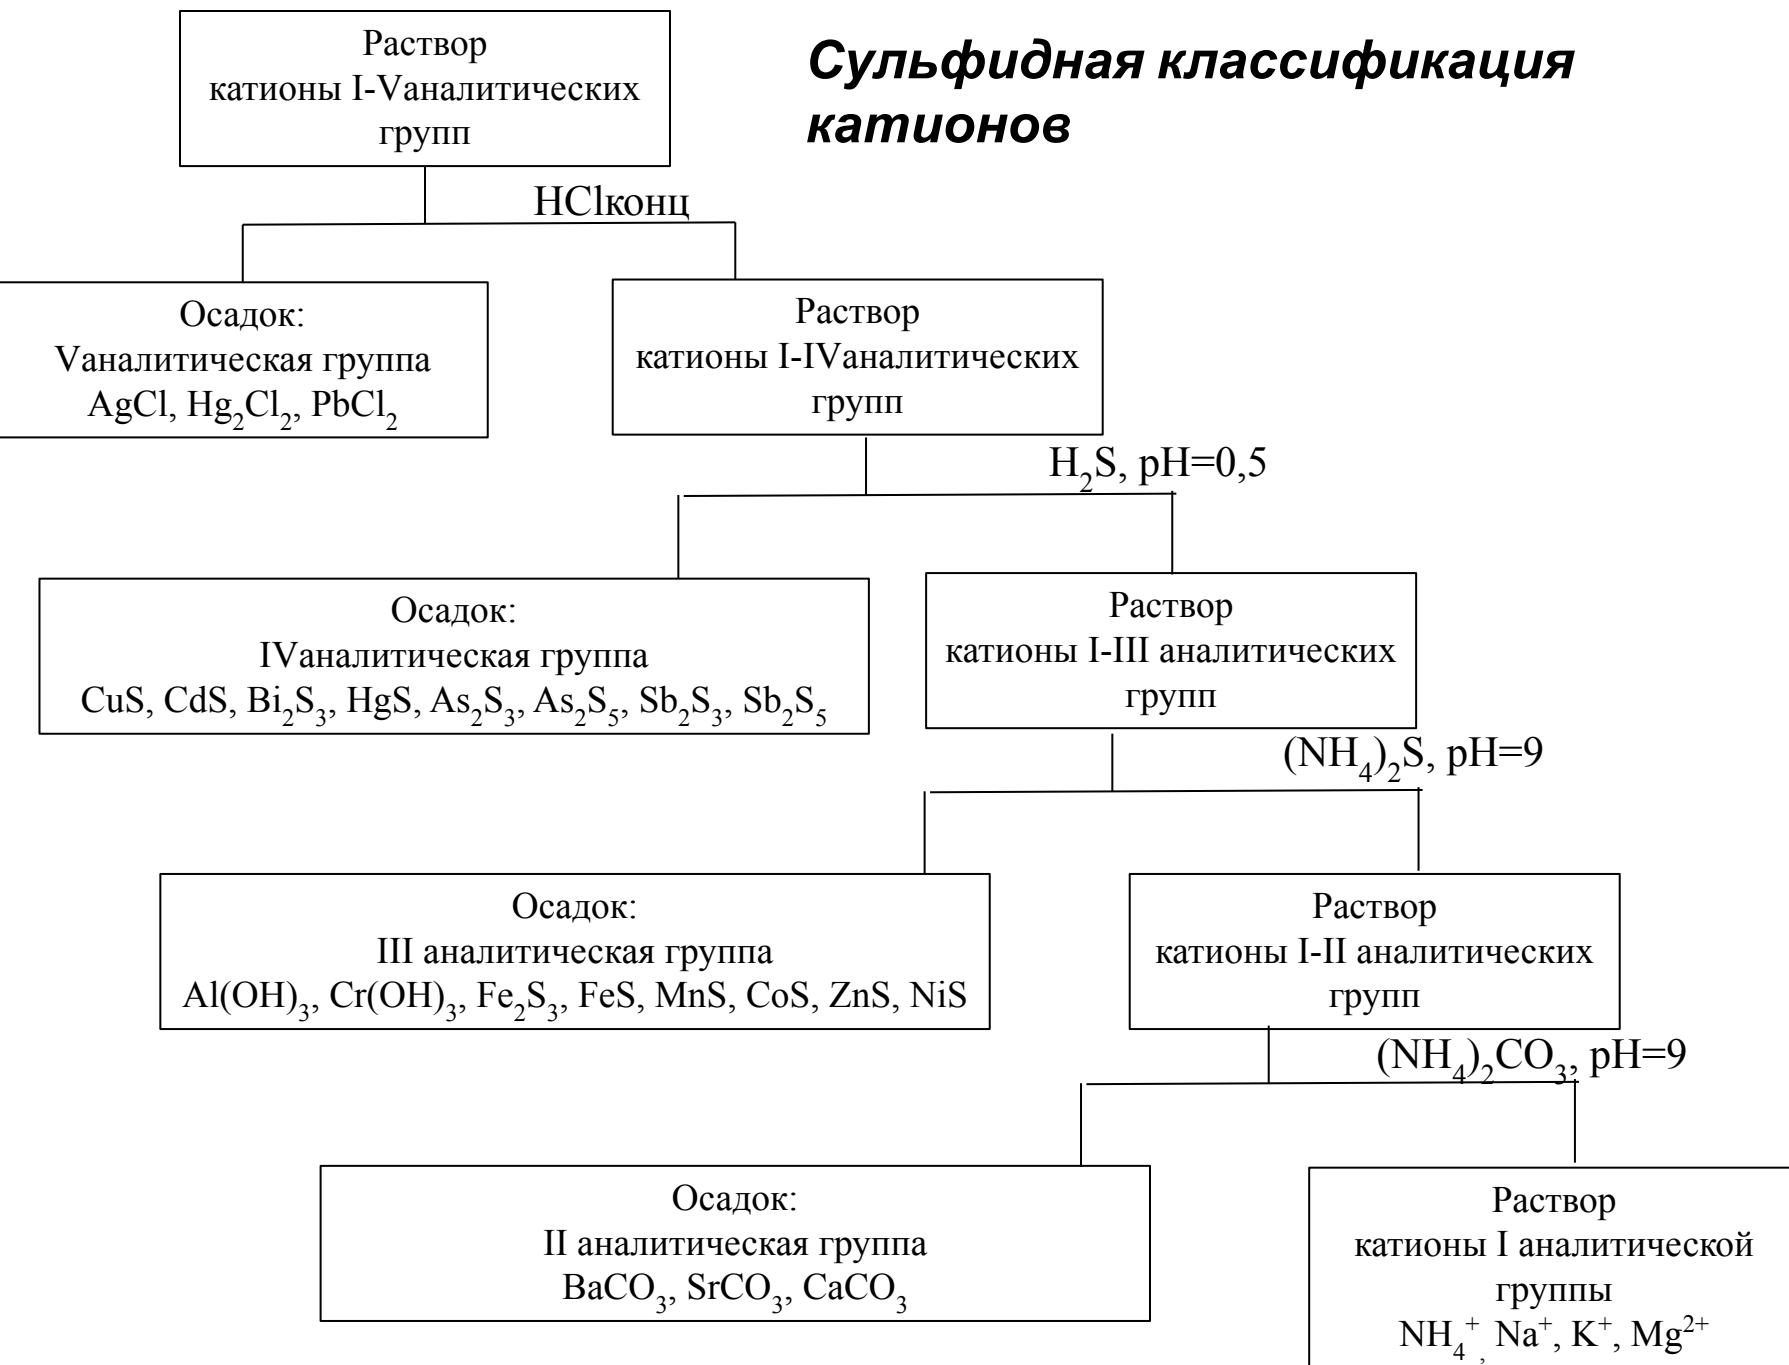 Раствор
катионы I-Vаналитических
групп
Сульфидная классификация
катионов
HClконц
Осадок:
Vаналитическая группа
AgCl, Hg₂Cl₂, PbCl₂
Раствор
катионы I-IVаналитических
групп
H₂S, pH=0,5
Осадок:
IVаналитическая группа
CuS, CdS, Bi₂S₃, HgS, As₂S₃, As₂S₅, Sb₂S₃, Sb₂S₅
Раствор
катионы I-III аналитических
групп
(NH₄)₂S, pH=9
Осадок:
III аналитическая группа
Al(OH)₃, Cr(OH)₃, Fe₂S₃, FeS, MnS, CoS, ZnS, NiS
Раствор
катионы I-II аналитических
групп
(NH₄)₂CO₃, pH=9
Осадок:
II аналитическая группа
BaCO₃, SrCO₃, CaCO₃
Раствор
катионы I аналитической
группы
NH₄⁺, Na⁺, K⁺, Mg²⁺